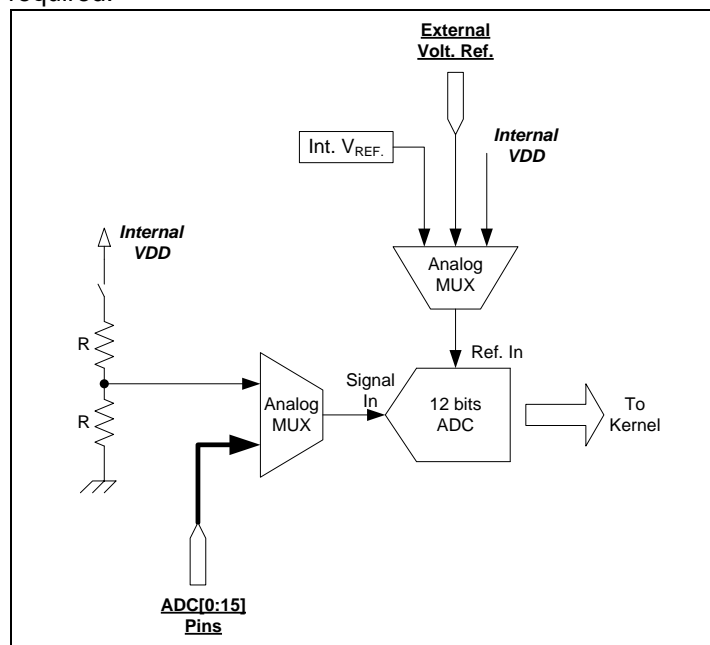 required.
External
Volt. Ref.
Internal
VDD
Int. VREF.
Internal
VDD
Analog
MUX
R
Ref. In
Signal
In
Analog
MUX
12 bits
ADC
To
Kernel
R
ADC[0:15]
Pins